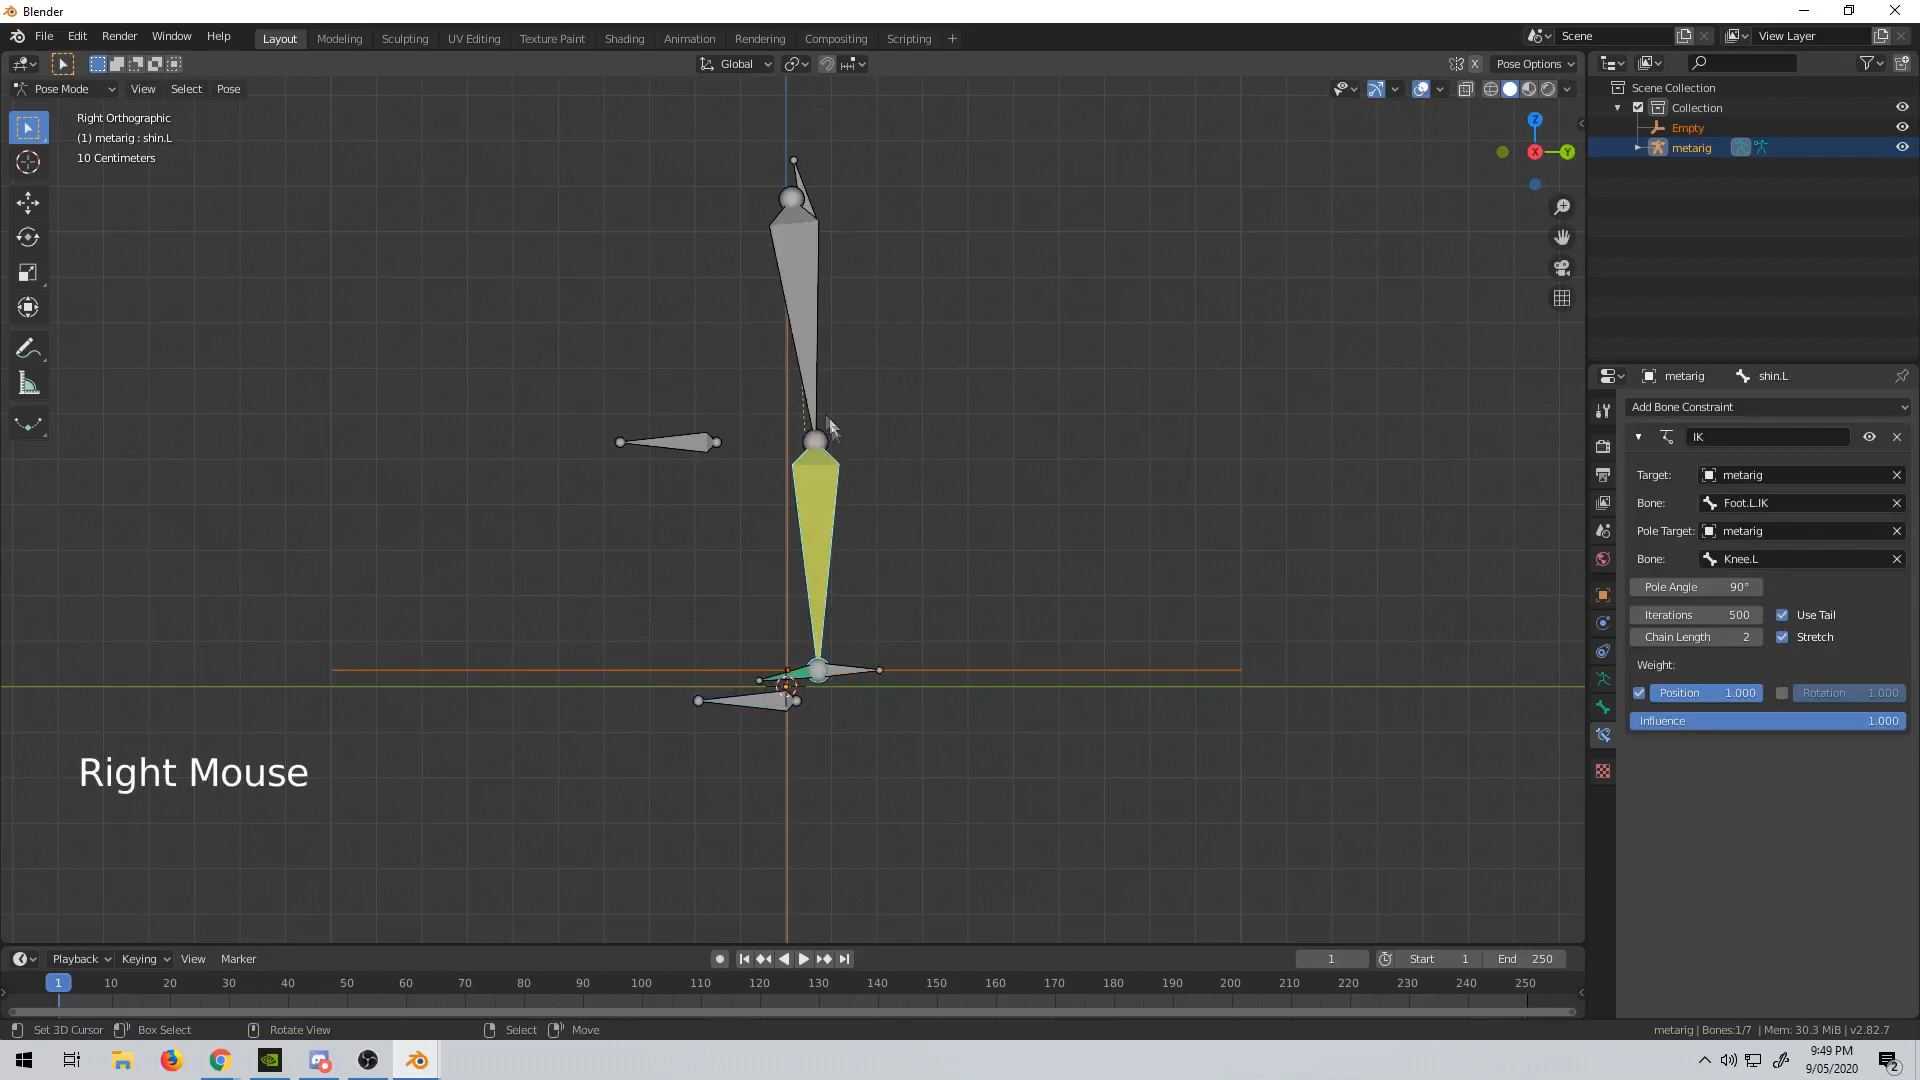 Blender
File Edit Render Window Help
Layout Modeling Sculpting UV Editing Texture Paint Shading Animation Rendering Compositing Scripting
Scene
View Layer
Global
X
Pose Options
Pose Mode View Select Pose
Right Orthographic
(1) metarig : shin.L
10 Centimeters
Z
X
Y
Scene Collection
Collection
Empty
metarig
metarig shin.L
Add Bone Constraint
IK
Target: metarig
Bone: Foot.L.IK
Pole Target: metarig
Bone: Knee.L
Pole Angle 90°
Iterations 500 Use Tail
Chain Length 2 Stretch
Weight:
Position 1.000 Rotation 1.000
Influence 1.000
Right Mouse
Playback Keying View Marker
1 Start 1 End 250
1 10 20 30 40 50 60 70 80 90 100 110 120 130 140 150 160 170 180 190 200 210 220 230 240 250
Set 3D Cursor Box Select Rotate View Select Move
metarig | Bones:1/7 | Mem: 30.3 MiB | v2.82.7
9:49 PM
9/05/2020
2